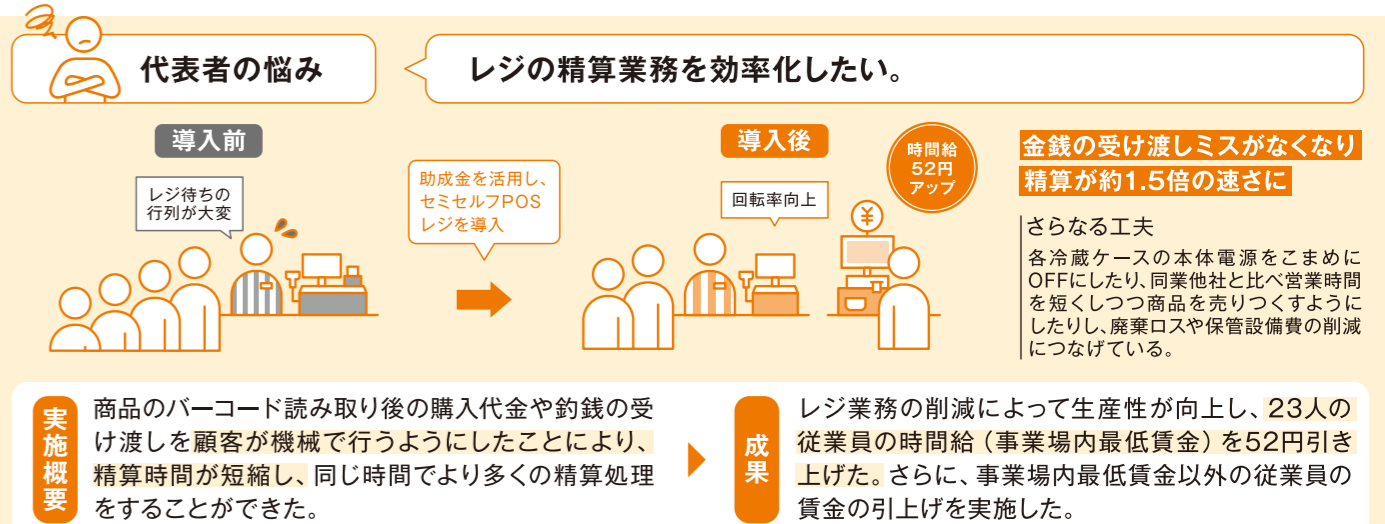 代表者の悩み
レジの精算業務を効率化したい。
導入前
レジ待ちの
行列が大変
助成金を活用し、
セミセルフPOS
レジを導入
導入後
回転率向上
時間給
52円
アップ
¥
金銭の受け渡しミスがなくなり
精算が約1.5倍の速さに
さらなる工夫
各冷蔵ケースの本体電源をこまめに
OFFにしたり、同業他社と比べ営業時間
を短くしつつ商品を売りつくすように
したりし、廃棄ロスや保管設備費の削減
につなげている。
実施概要
商品のバーコード読み取り後の購入代金や釣銭の受
け渡しを顧客が機械で行うようにしたことにより、
精算時間が短縮し、同じ時間でより多くの精算処理
をすることができた。
成果
レジ業務の削減によって生産性が向上し、23人の
従業員の時間給（事業場内最低賃金）を52円引き
上げた。さらに、事業場内最低賃金以外の従業員の
賃金の引上げを実施した。